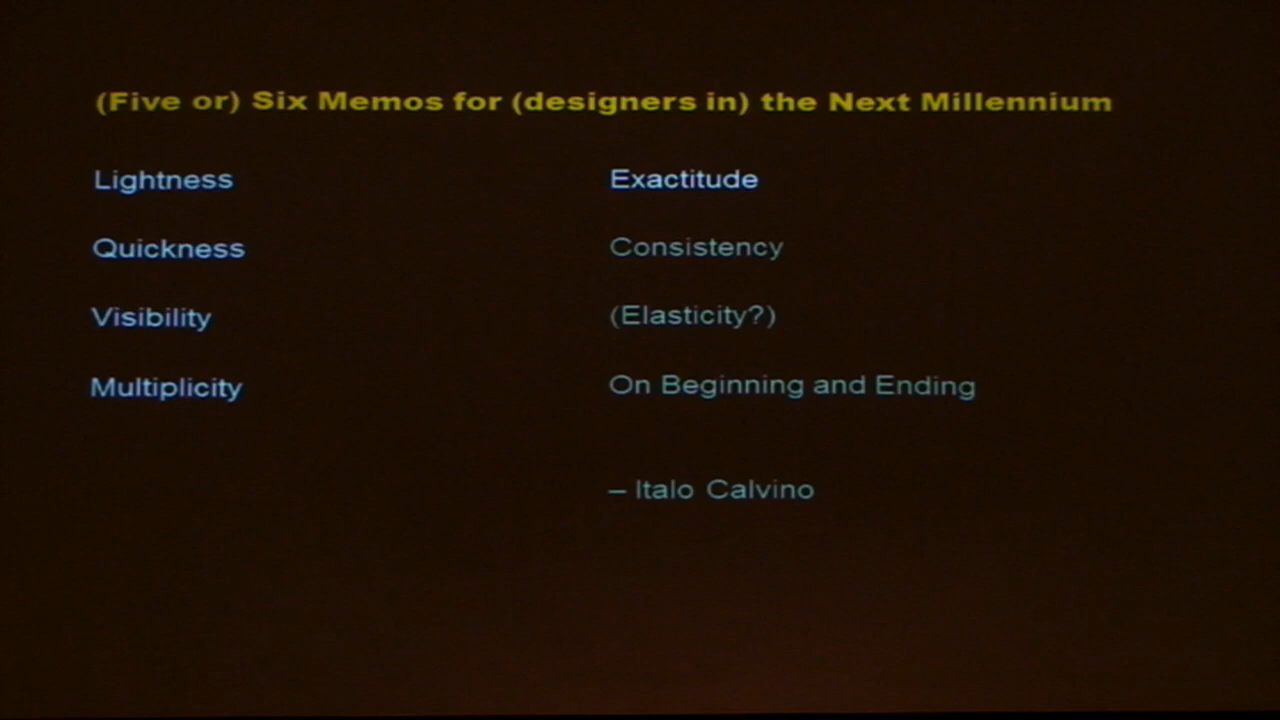 (Five or) Six Memos for (designers in) the Next Millennium
Lightness
Quickness
Visibility
Multiplicity
Exactitude
Consistency
(Elasticity?)
On Beginning and Ending
– Italo Calvino